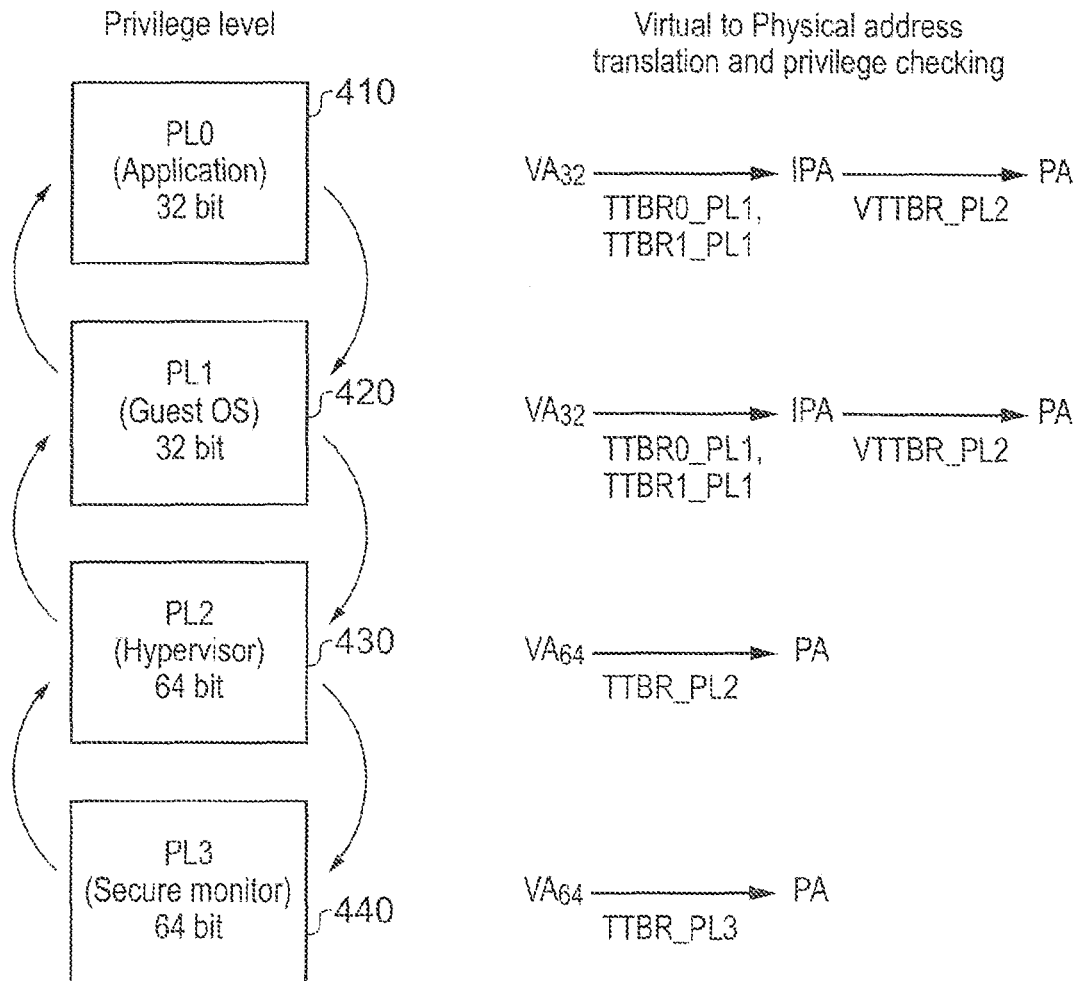 Privilege level
Virtual to Physical address
translation and privilege checking
410
PL0
(Application)
32 bit
VA32 IPA PA
TTBR0_PL1, VTTBR_PL2
TTBR1_PL1
PL1
(Guest OS)
32 bit
420
VA32 IPA PA
TTBR0_PL1, VTTBR_PL2
TTBR1_PL1
PL2
(Hypervisor)
64 bit
430
VA64 PA
TTBR_PL2
PL3
(Secure monitor)
64 bit
440
VA64 PA
TTBR_PL3